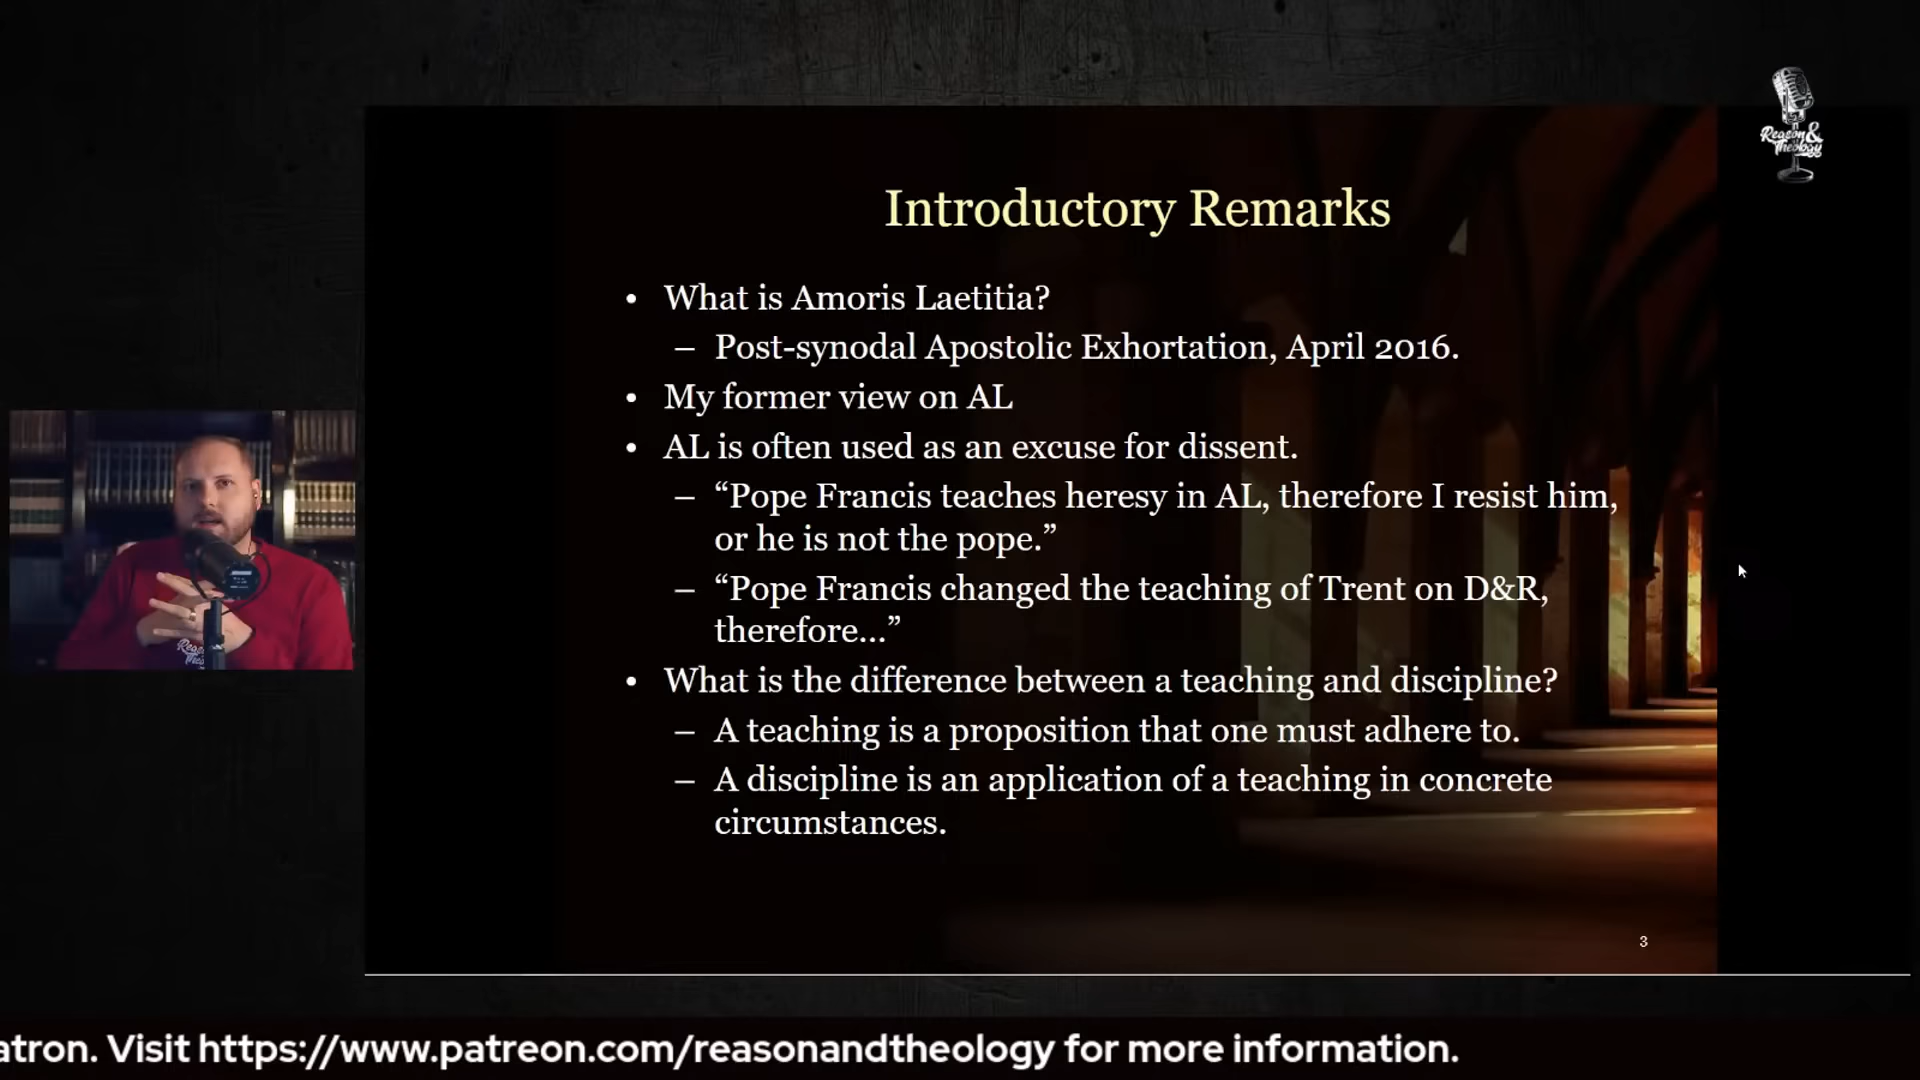 Reason &
Theology
Introductory Remarks
• What is Amoris Laetitia?
– Post-synodal Apostolic Exhortation, April 2016.
• My former view on AL
• AL is often used as an excuse for dissent.
– “Pope Francis teaches heresy in AL, therefore I resist him,
or he is not the pope.”
– “Pope Francis changed the teaching of Trent on D&R,
therefore...”
• What is the difference between a teaching and discipline?
– A teaching is a proposition that one must adhere to.
– A discipline is an application of a teaching in concrete
circumstances.
3
atron. Visit https://www.patreon.com/reasonandtheology for more information.